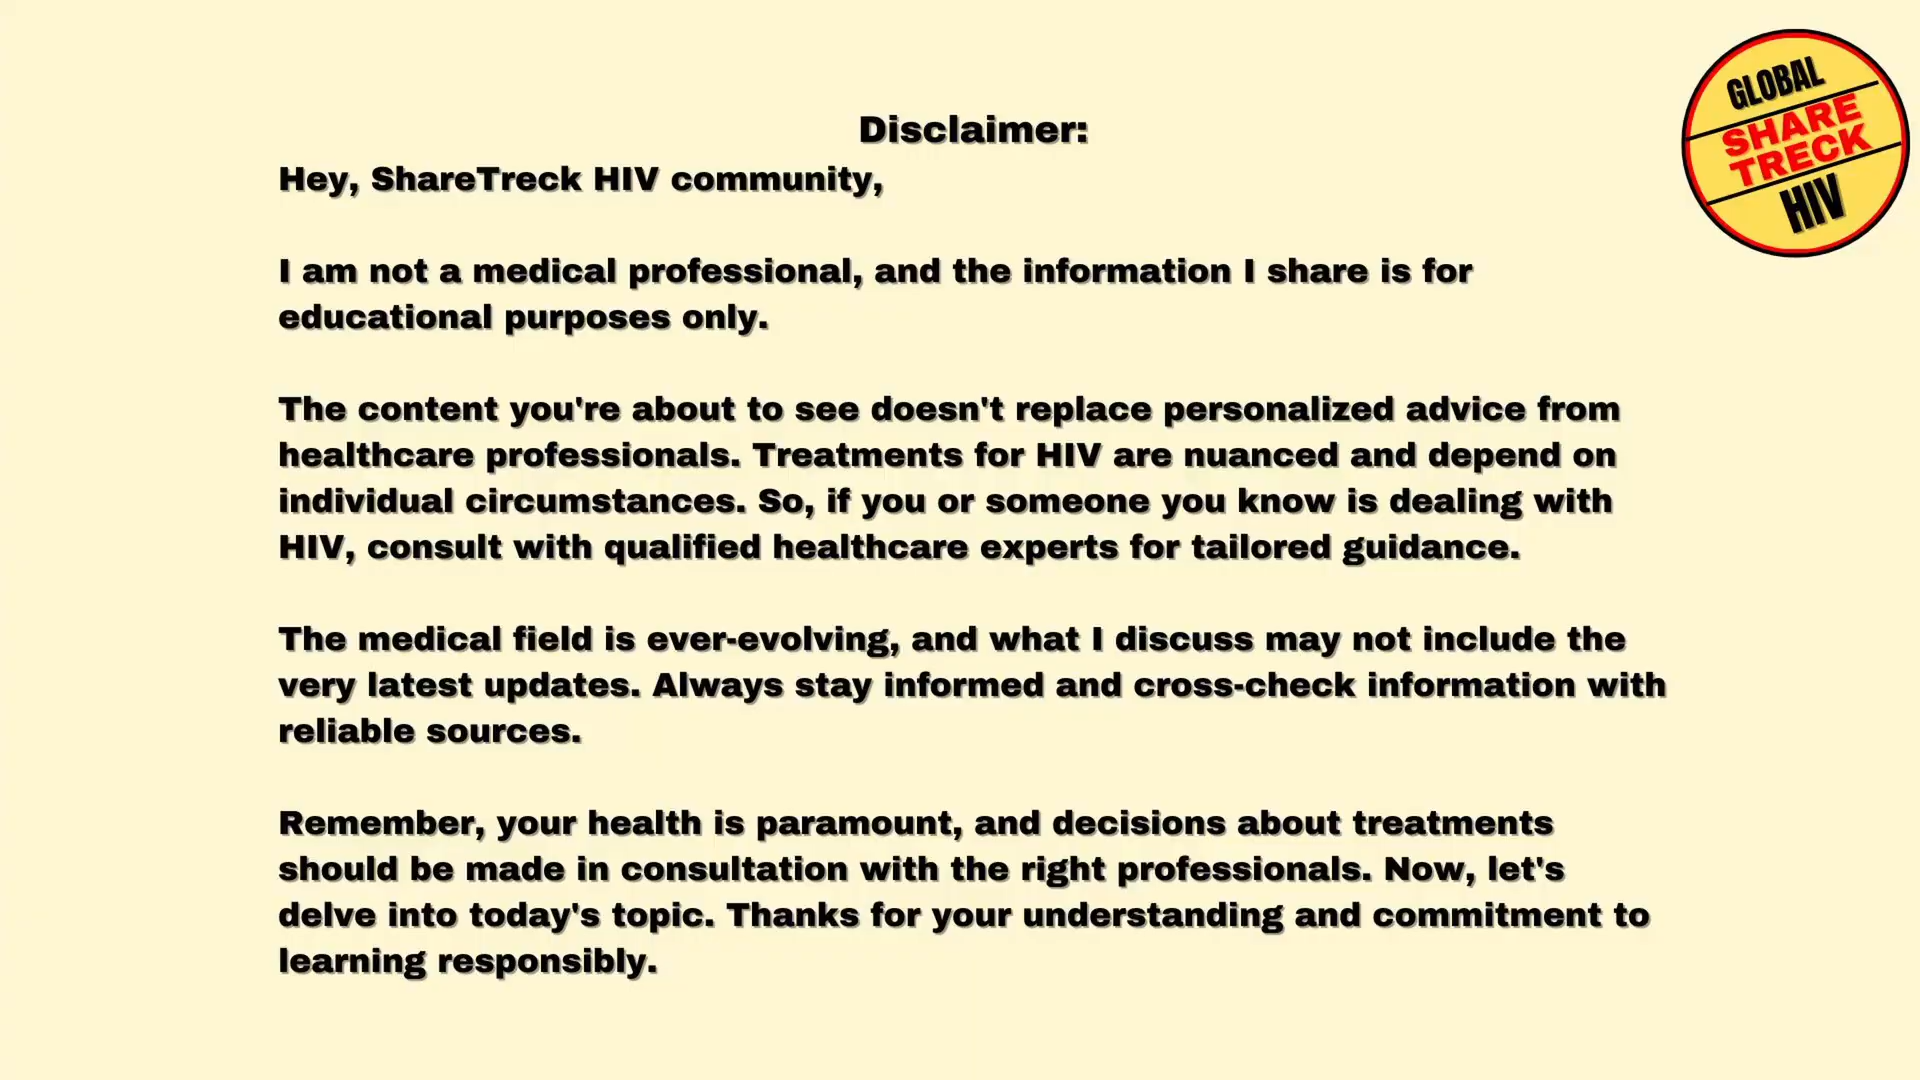 Disclaimer:
Hey, ShareTreck HIV community,
I am not a medical professional, and the information I share is for
educational purposes only.
The content you're about to see doesn't replace personalized advice from
healthcare professionals. Treatments for HIV are nuanced and depend on
individual circumstances. So, if you or someone you know is dealing with
HIV, consult with qualified healthcare experts for tailored guidance.
The medical field is ever-evolving, and what I discuss may not include the
very latest updates. Always stay informed and cross-check information with
reliable sources.
Remember, your health is paramount, and decisions about treatments
should be made in consultation with the right professionals. Now, let's
delve into today's topic. Thanks for your understanding and commitment to
learning responsibly.
GLOBAL
SHARE
TRECK
HIV